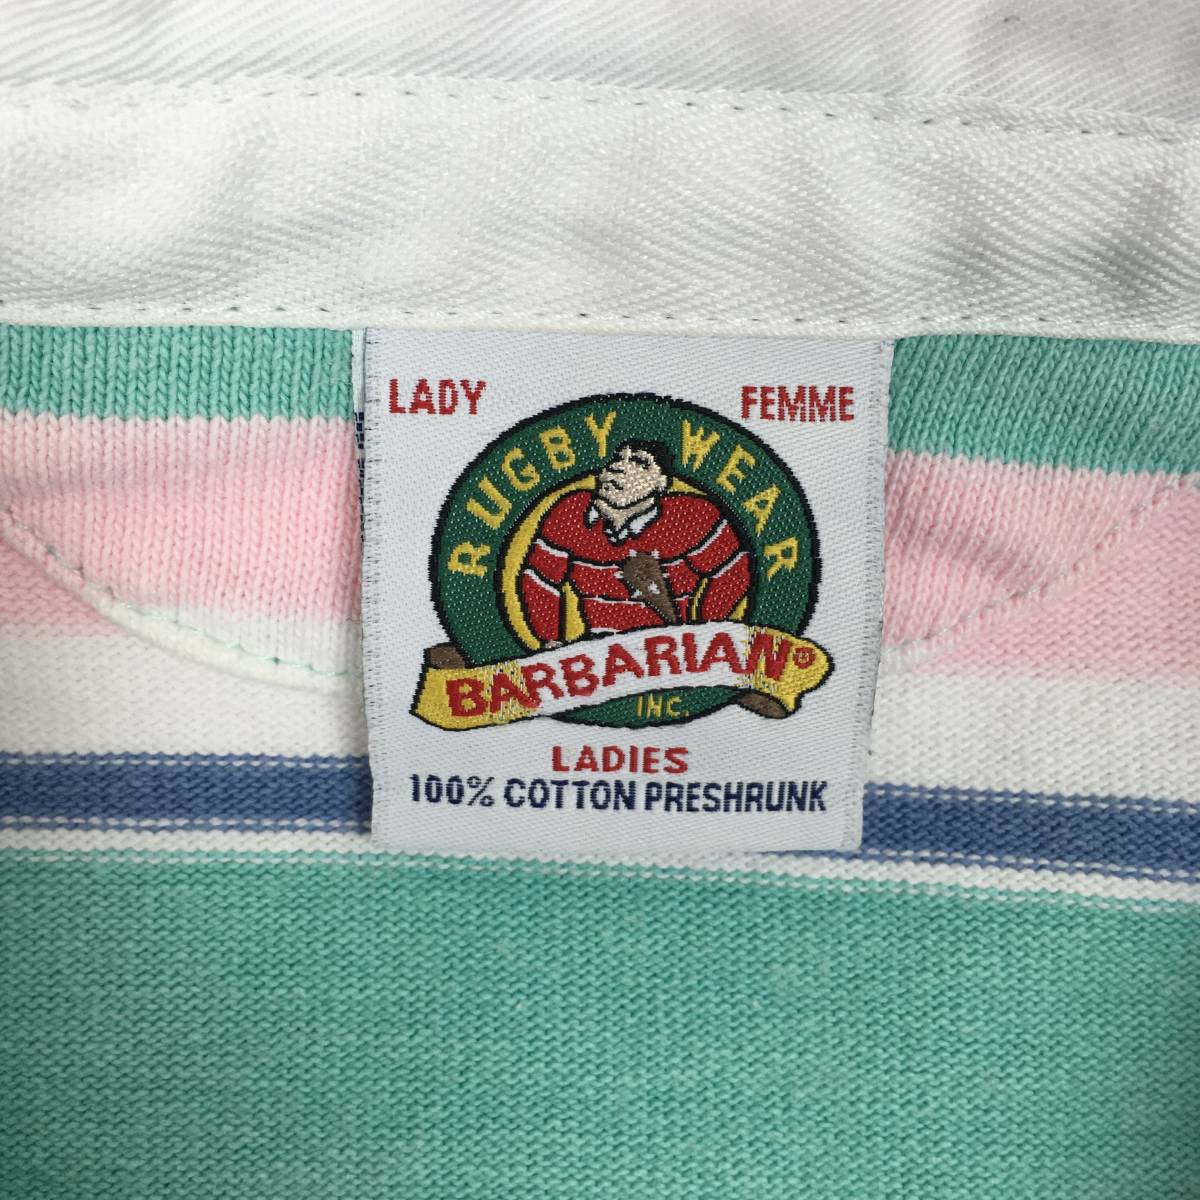 LADY FEMME
RUGBY WEAR
BARBARIAN®
INC.
LADIES
100% COTTON PRESHRUNK